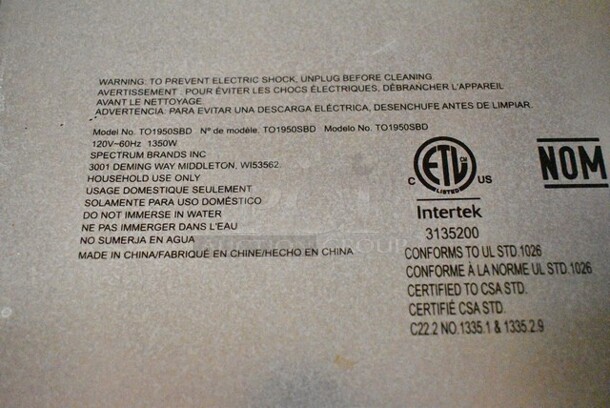 WARNING: TO PREVENT ELECTRIC SHOCK, UNPLUG BEFORE CLEANING
AVERTISSEMENT : POUR ÉVITER LES CHOCS ÉLECTRIQUES, DÉBRANCHER L'APPAREIL
AVANT LE NETTOYAGE
ADVERTENCIA: PARA EVITAR UNA DESCARGA ELÉCTRICA, DESENCHUFE ANTES DE LIMPIAR.
Model No. TO1950SBD Nº de modèle, TO1950SBD Modelo No. TO1950SBD
120V~60Hz 1350W
SPECTRUM BRANDS INC
3001 DEMING WAY MIDDLETON, WI53562.
HOUSEHOLD USE ONLY
USAGE DOMESTIQUE SEULEMENT
SOLAMENTE PARA USO DOMÉSTICO
DO NOT IMMERSE IN WATER
NE PAS IMMERGER DANS L'EAU
NO SUMERJA EN AGUA
MADE IN CHINA/FABRIQUÉ EN CHINE/HECHO EN CHINA
C ETL US
LISTED
Intertek
3135200
CONFORMS TO UL STD.1026
CONFORME À LA NORME UL STD.1026
CERTIFIED TO CSA STD.
CERTIFIÉ CSA STD.
C22.2 NO.1335.1 & 1335.2.9
NOM